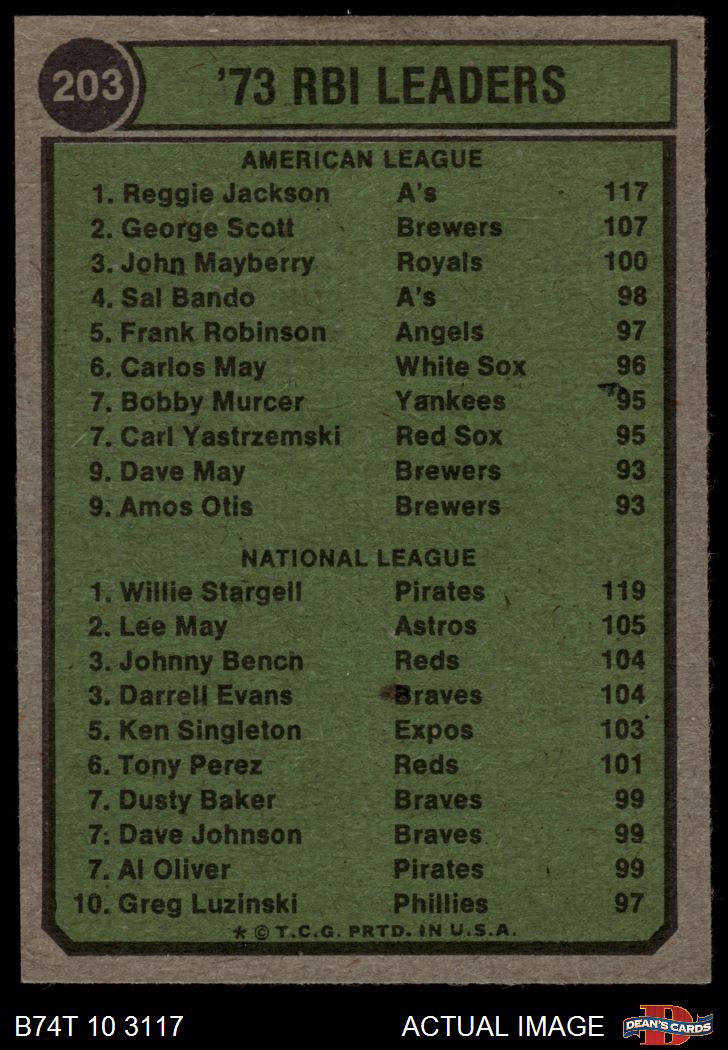 203
'73 RBI LEADERS
AMERICAN LEAGUE
1. Reggie Jackson A's 117
2. George Scott Brewers 107
3. John Mayberry Royals 100
4. Sal Bando A's 98
5. Frank Robinson Angels 97
6. Carlos May White Sox 96
7. Bobby Murcer Yankees 95
7. Carl Yastrzemski Red Sox 95
9. Dave May Brewers 93
9. Amos Otis Brewers 93
NATIONAL LEAGUE
1. Willie Stargell Pirates 119
2. Lee May Astros 105
3. Johnny Bench Reds 104
3. Darrell Evans Braves 104
5. Ken Singleton Expos 103
6. Tony Perez Reds 101
7. Dusty Baker Braves 99
7. Dave Johnson Braves 99
7. Al Oliver Pirates 99
10. Greg Luzinski Phillies 97
* © T.C.G. PRTD. IN U.S.A.
B74T 10 3117 ACTUAL IMAGE
D
DEAN'S CARDS